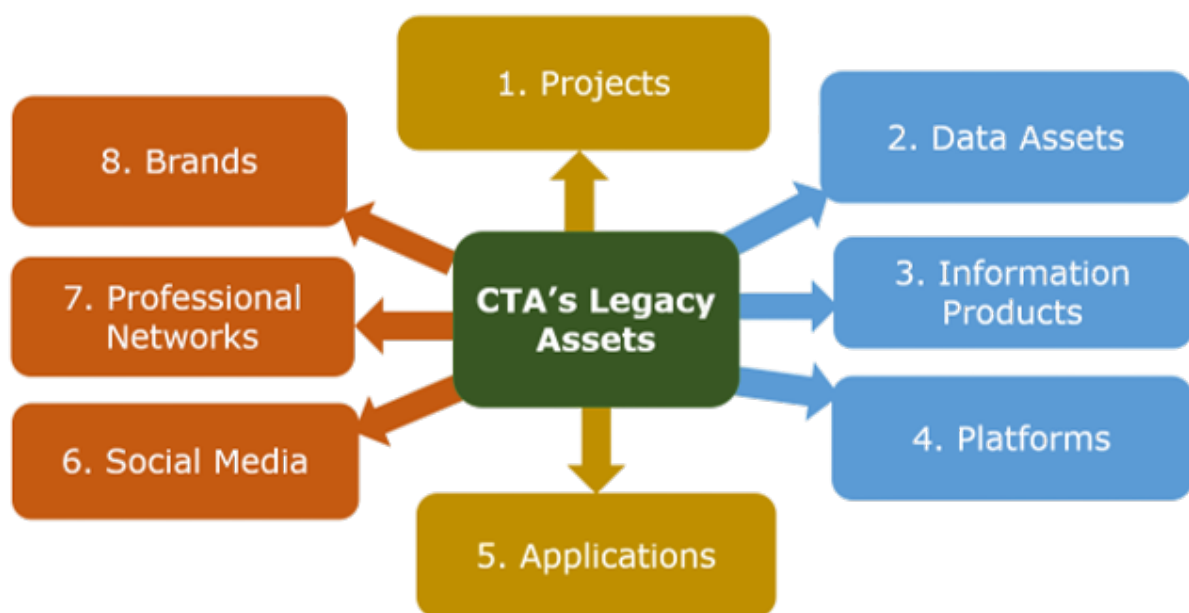 1. Projects
2. Data Assets
3. Information
Products
4. Platforms
5. Applications
6. Social Media
7. Professional
Networks
8. Brands
CTA’s Legacy
Assets